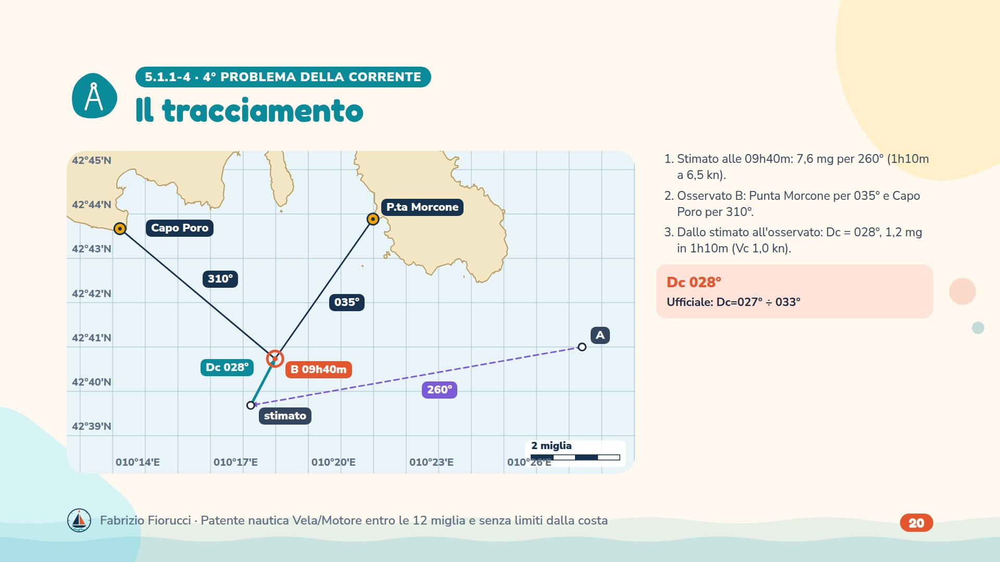 5.1.1-4 · 4° PROBLEMA DELLA CORRENTE
Il tracciamento
42°45'N
42°44'N
42°43'N
42°42'N
42°41'N
42°40'N
42°39'N
P.ta Morcone
Capo Poro
310°
035°
A
Dc 028°
B 09h40m
260°
stimato
2 miglia
010°14'E
010°17'E
010°20'E
010°23'E
010°26'E
1. Stimato alle 09h40m: 7,6 mg per 260° (1h10m
a 6,5 kn).
2. Osservato B: Punta Morcone per 035° e Capo
Poro per 310°.
3. Dallo stimato all'osservato: Dc = 028°, 1,2 mg
in 1h10m (Vc 1,0 kn).
Dc 028°
Ufficiale: Dc=027° ÷ 033°
Fabrizio Fiorucci · Patente nautica Vela/Motore entro le 12 miglia e senza limiti dalla costa
20